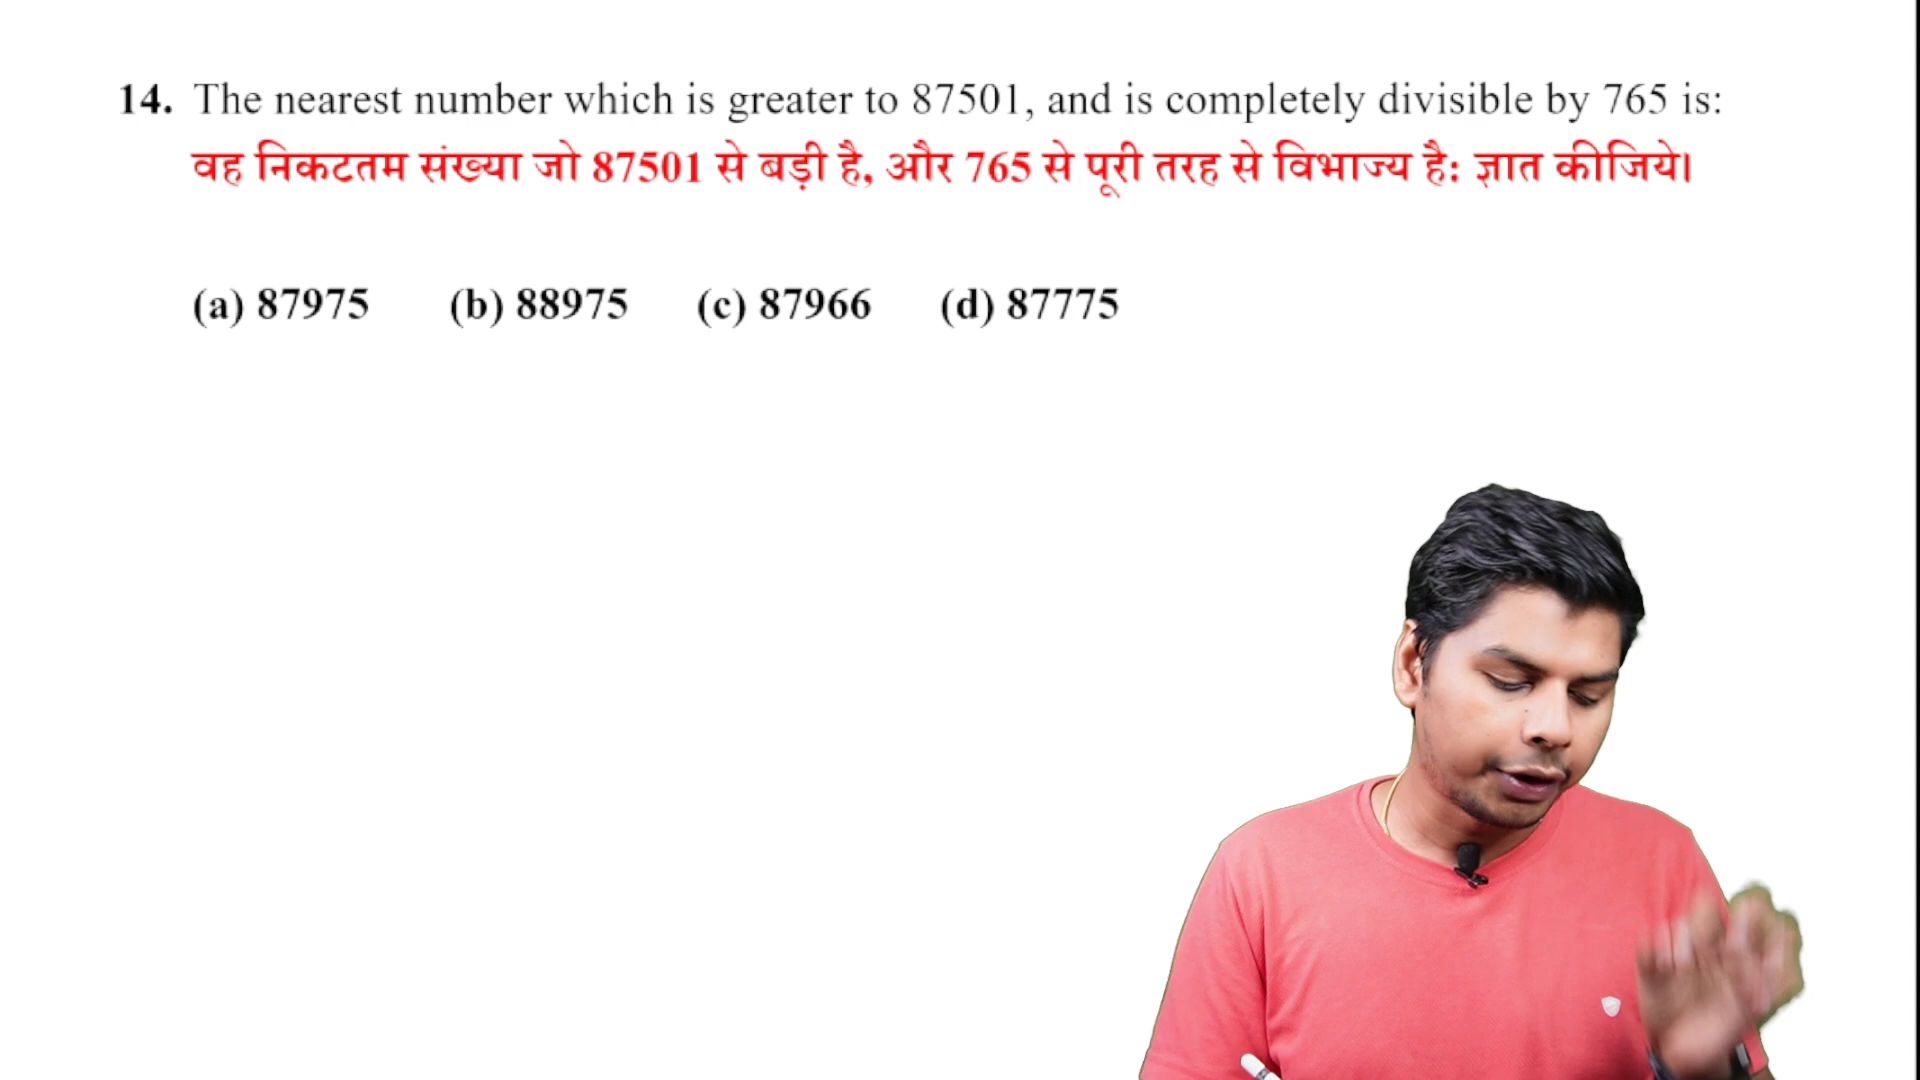 14. The nearest number which is greater to 87501, and is completely divisible by 765 is:
वह निकटतम संख्या जो 87501 से बड़ी है, और 765 से पूरी तरह से विभाज्य है: ज्ञात कीजिये।
(a) 87975 (b) 88975 (c) 87966 (d) 87775